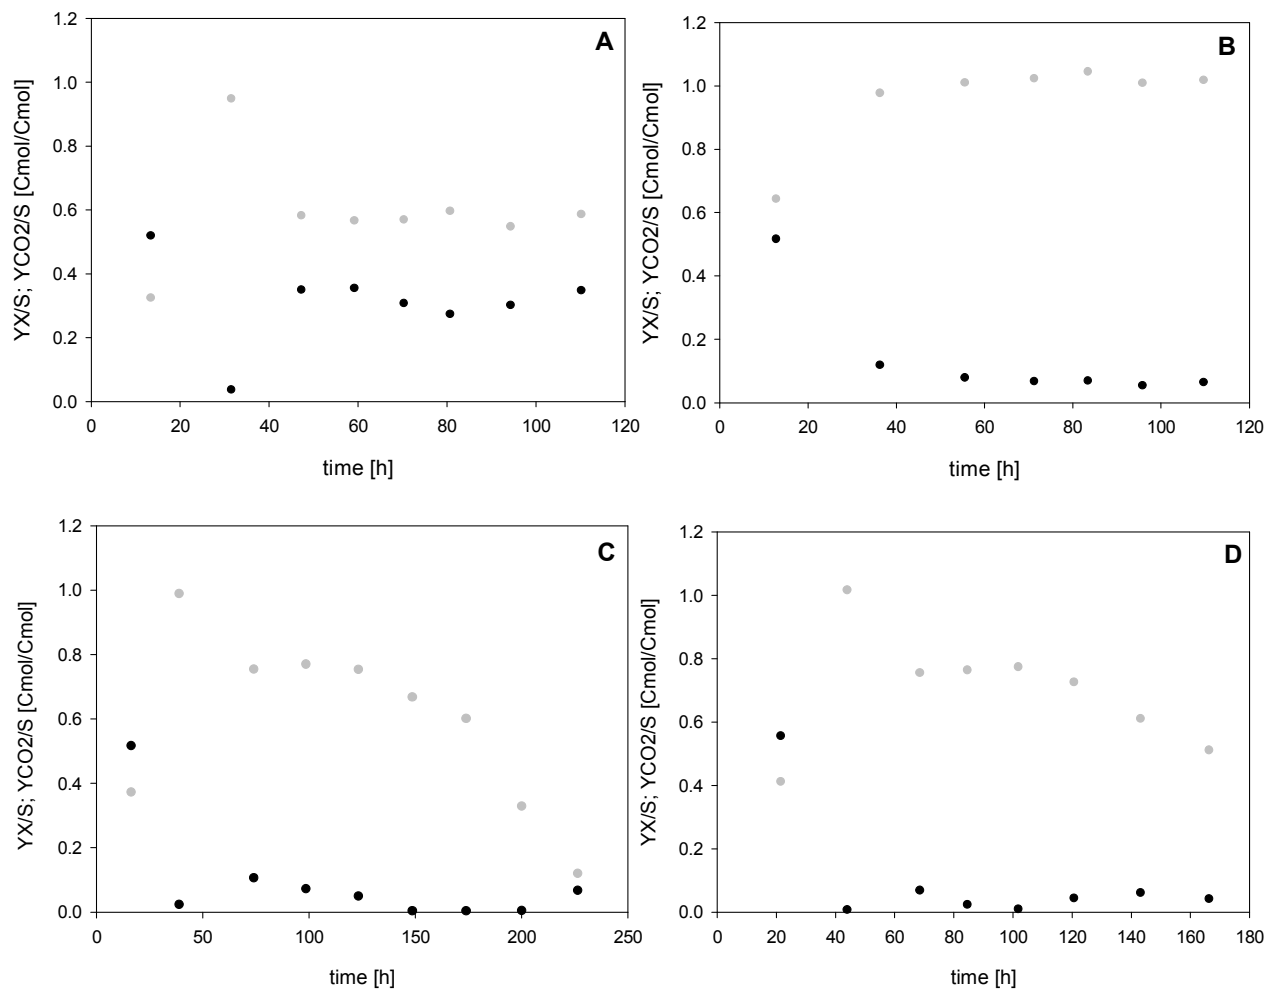 A
YX/S; YCO2/S [Cmol/Cmol]
1.2
1.0
0.8
0.6
0.4
0.2
0.0
0 20 40 60 80 100 120
time [h]
B
YX/S; YCO2/S [Cmol/Cmol]
1.2
1.0
0.8
0.6
0.4
0.2
0.0
0 20 40 60 80 100 120
time [h]
C
YX/S; YCO2/S [Cmol/Cmol]
1.2
1.0
0.8
0.6
0.4
0.2
0.0
0 50 100 150 200 250
time [h]
D
YX/S; YCO2/S [Cmol/Cmol]
1.2
1.0
0.8
0.6
0.4
0.2
0.0
0 20 40 60 80 100 120 140 160 180
time [h]